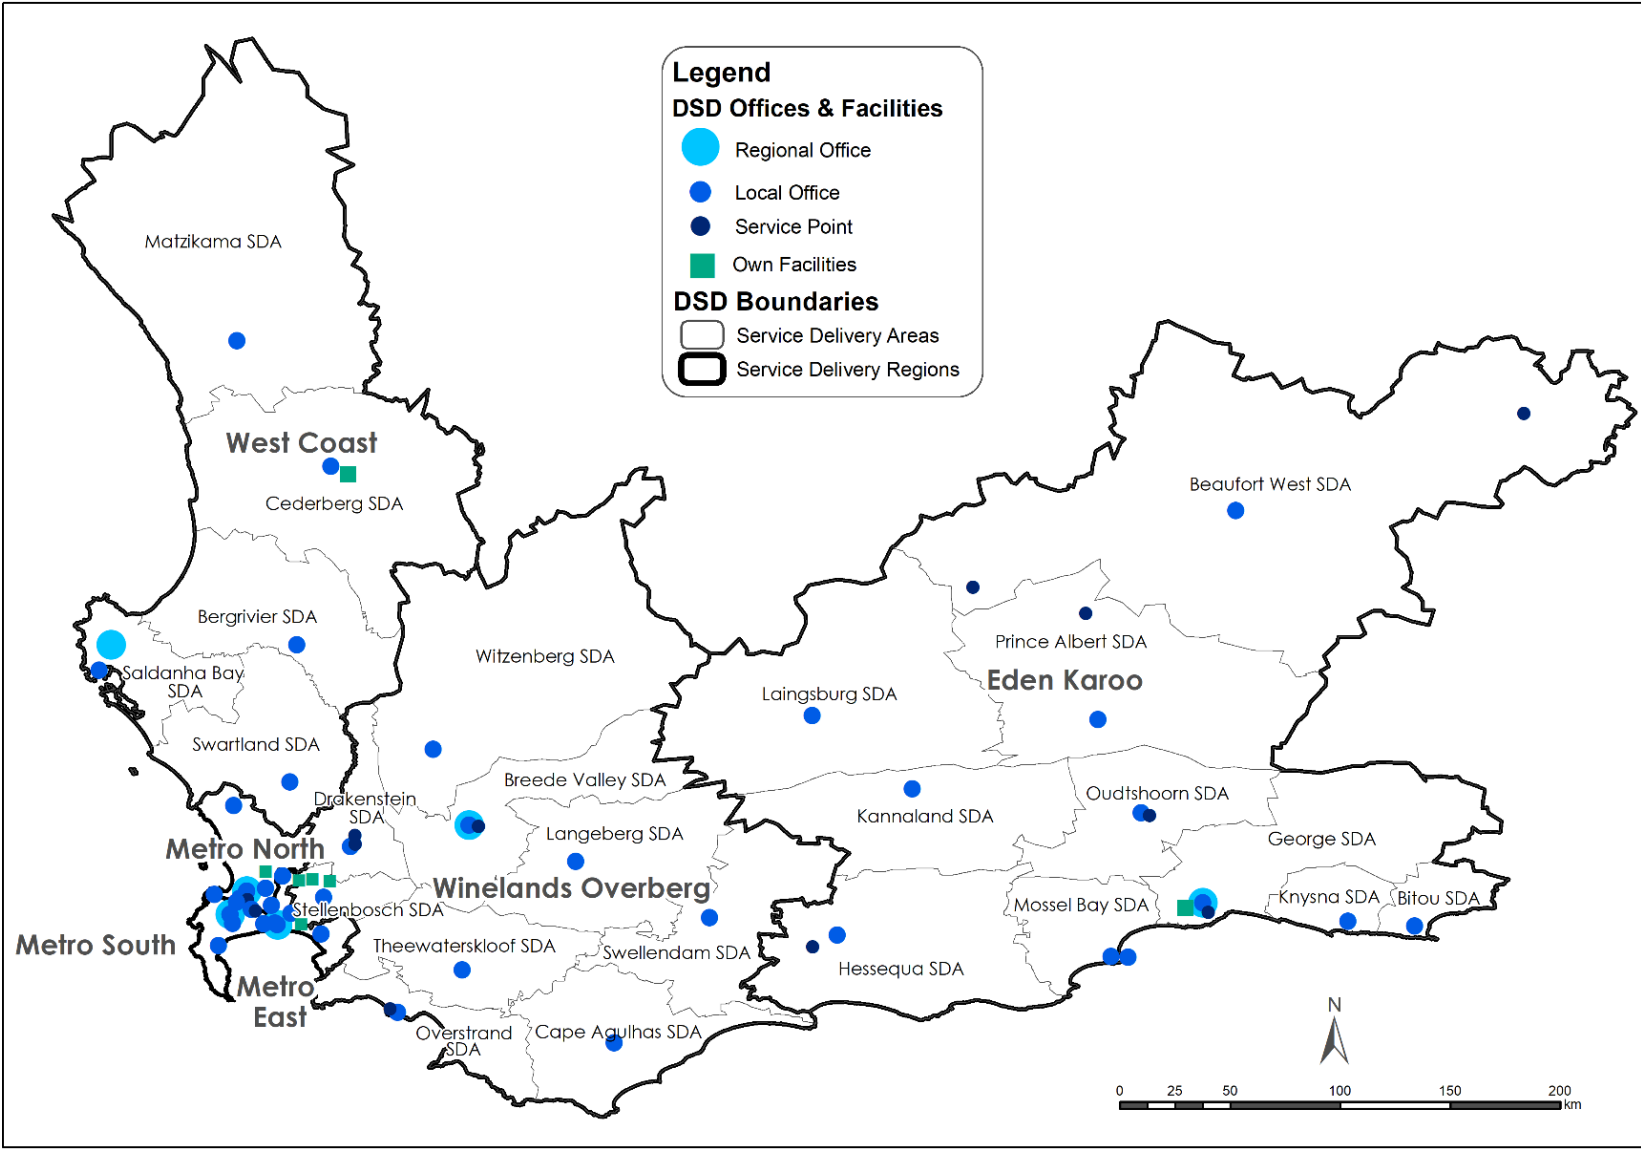 Legend
DSD Offices & Facilities
Regional Office
Local Office
Service Point
Own Facilities
DSD Boundaries
Service Delivery Areas
Service Delivery Regions
Matzikama SDA
West Coast
Cederberg SDA
Beaufort West SDA
Bergrivier SDA
Prince Albert SDA
Witzenberg SDA
Saldanha Bay
SDA
Eden Karoo
Laingsburg SDA
Swartland SDA
Breede Valley SDA
Drakenstein
SDA
Oudtshoorn SDA
Kannaland SDA
Langeberg SDA
George SDA
Metro North
Winelands Overberg
Knysna SDA
Bitou SDA
Mossel Bay SDA
Stellenbosch SDA
Metro South
Theewaterskloof SDA
Swellendam SDA
Hessequa SDA
Metro
East
Overstrand
SDA
Cape Agulhas SDA
N
0 25 50 100 150 200
km